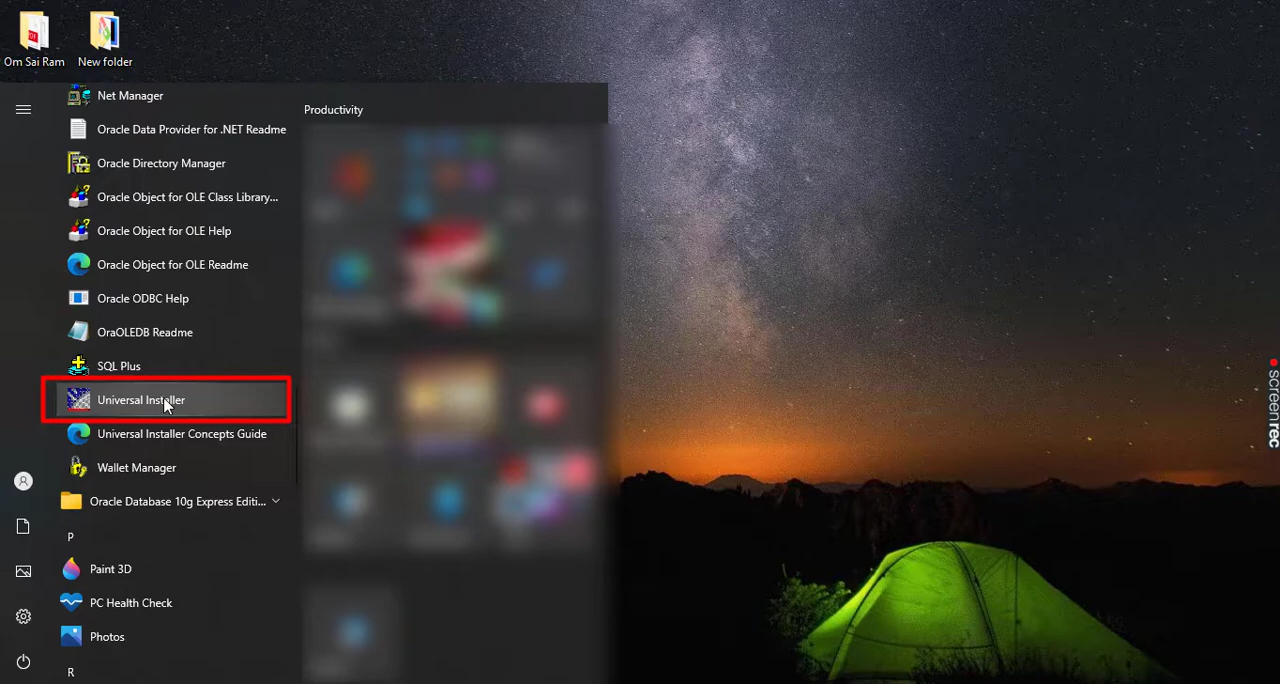 Om Sai Ram
New folder
Net Manager
Oracle Data Provider for .NET Readme
Oracle Directory Manager
Oracle Object for OLE Class Library...
Oracle Object for OLE Help
Oracle Object for OLE Readme
Oracle ODBC Help
OraOLEDB Readme
SQL Plus
Universal Installer
Universal Installer Concepts Guide
Wallet Manager
Oracle Database 10g Express Editi...
P
Paint 3D
PC Health Check
Photos
R
Productivity
screenrec